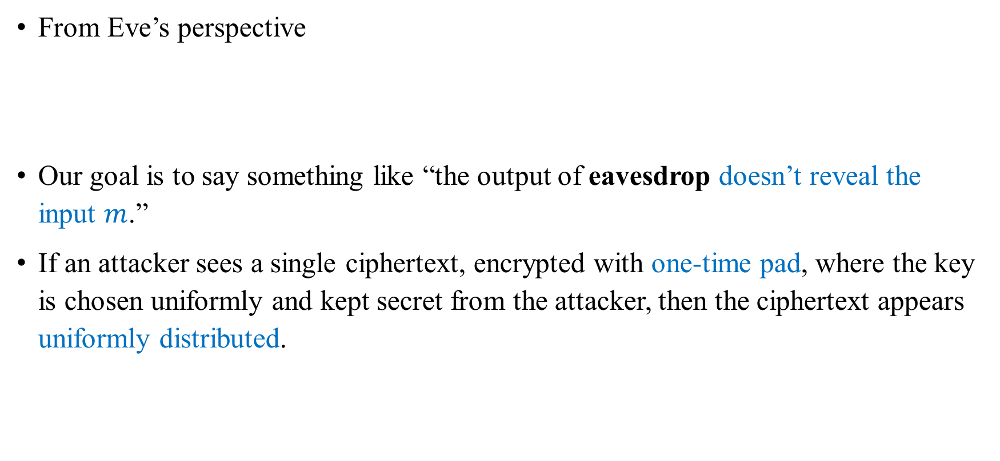 • From Eve’s perspective
• Our goal is to say something like “the output of eavesdrop doesn’t reveal the
input m.”
• If an attacker sees a single ciphertext, encrypted with one-time pad, where the key
is chosen uniformly and kept secret from the attacker, then the ciphertext appears
uniformly distributed.